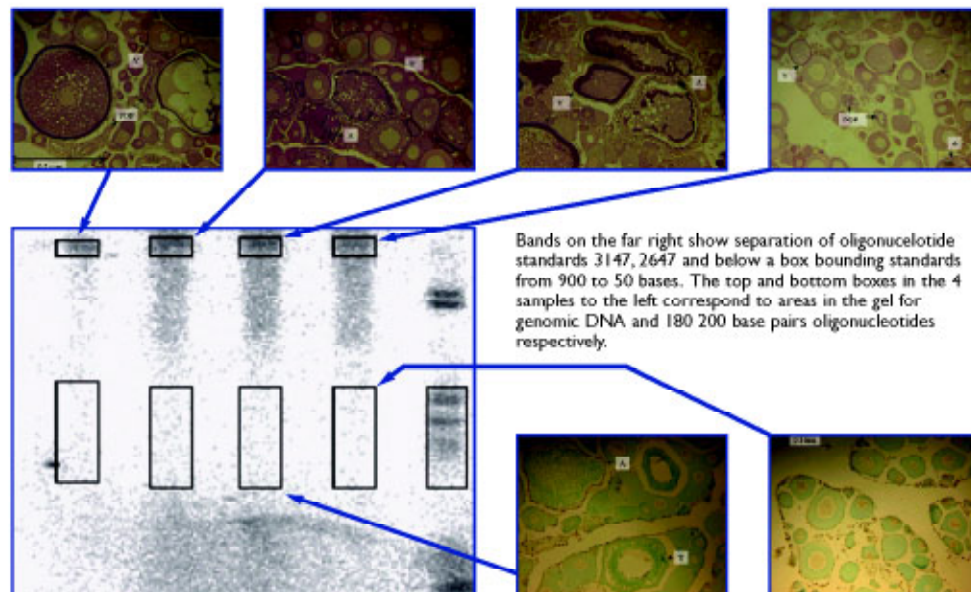 Bands on the far right show separation of oligonucelotide
standards 3147, 2647 and below a box bounding standards
from 900 to 50 bases. The top and bottom boxes in the 4
samples to the left correspond to areas in the gel for
genomic DNA and 180 200 base pairs oligonucleotides
respectively.
A